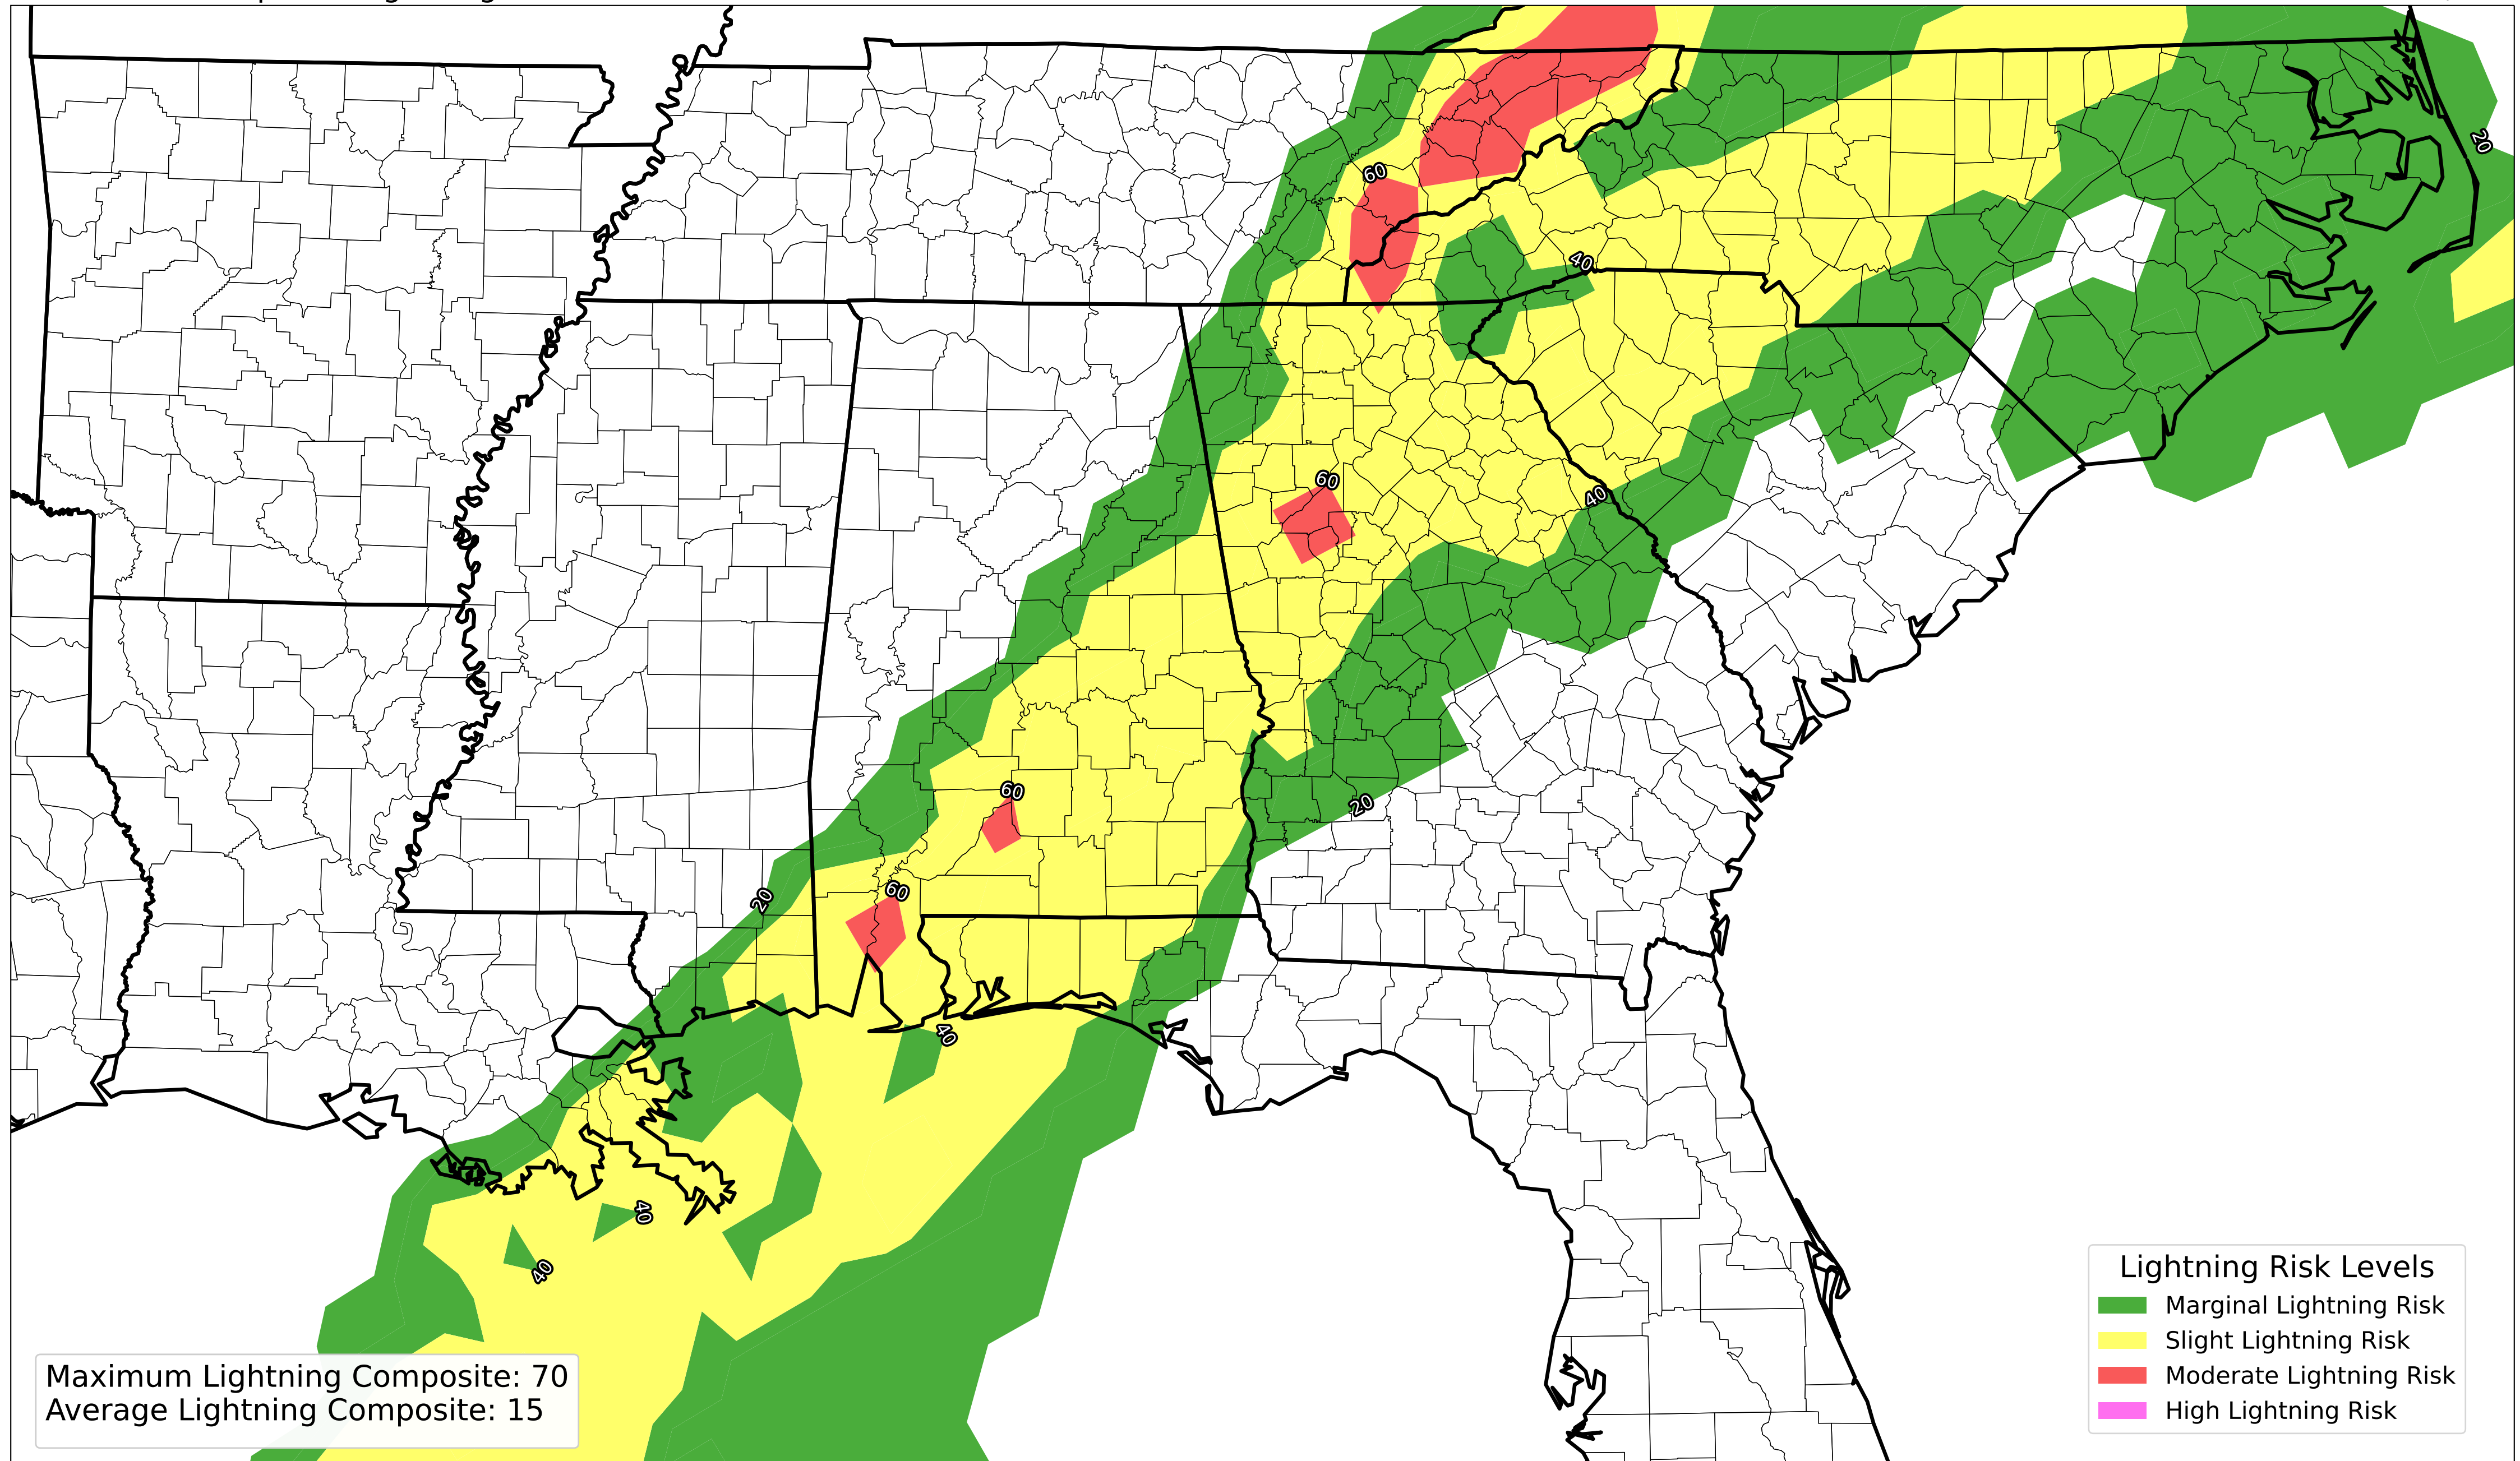 20
60
40
60
40
60
20
60
20
40
40
40
Lightning Risk Levels
Marginal Lightning Risk
Slight Lightning Risk
Moderate Lightning Risk
High Lightning Risk
Maximum Lightning Composite: 70
Average Lightning Composite: 15